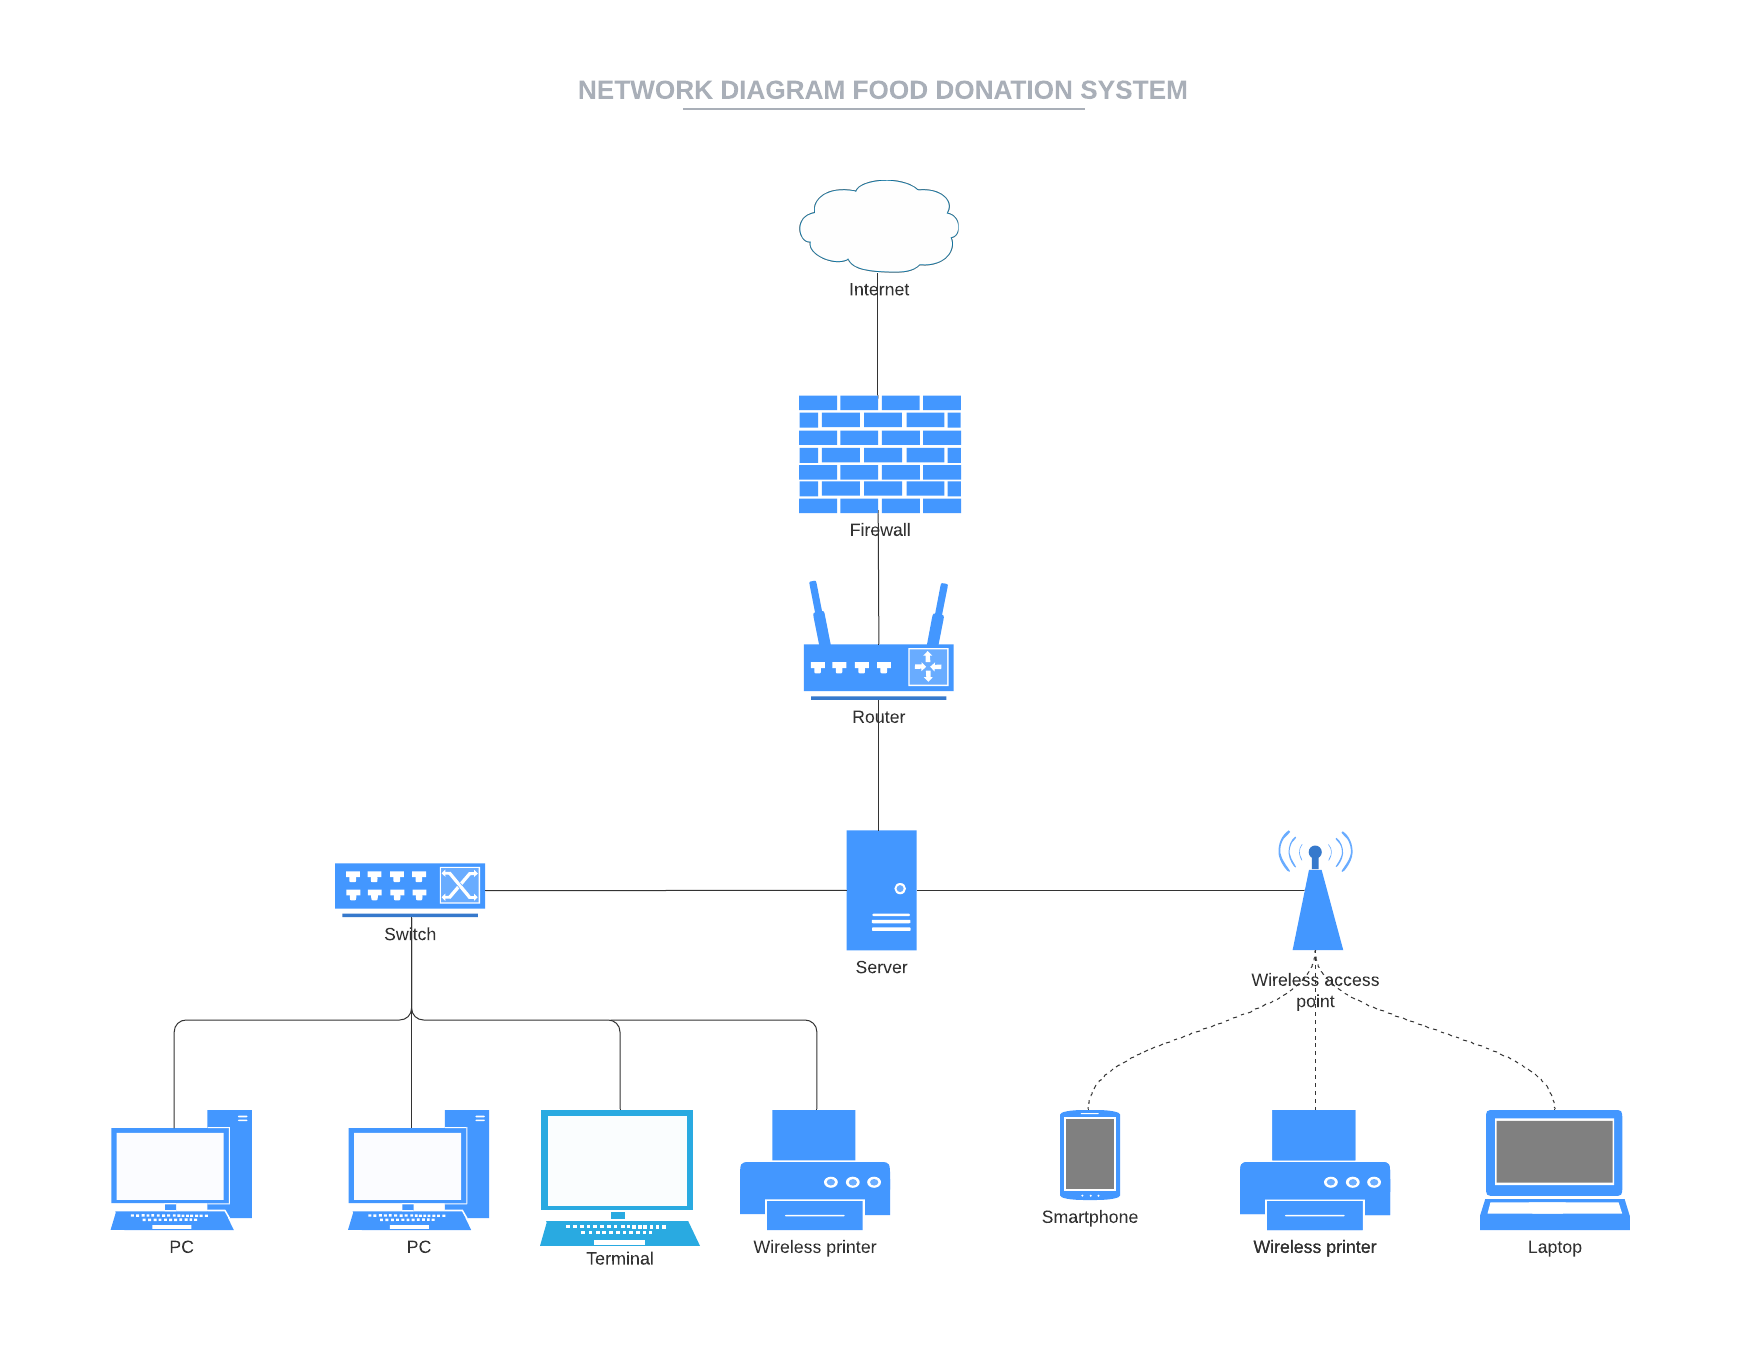 NETWORK DIAGRAM FOOD DONATION SYSTEM
Internet
Firewall
Router
Switch
Server
Wireless access
point
PC
PC
Terminal
Wireless printer
Smartphone
Wireless printer
Laptop